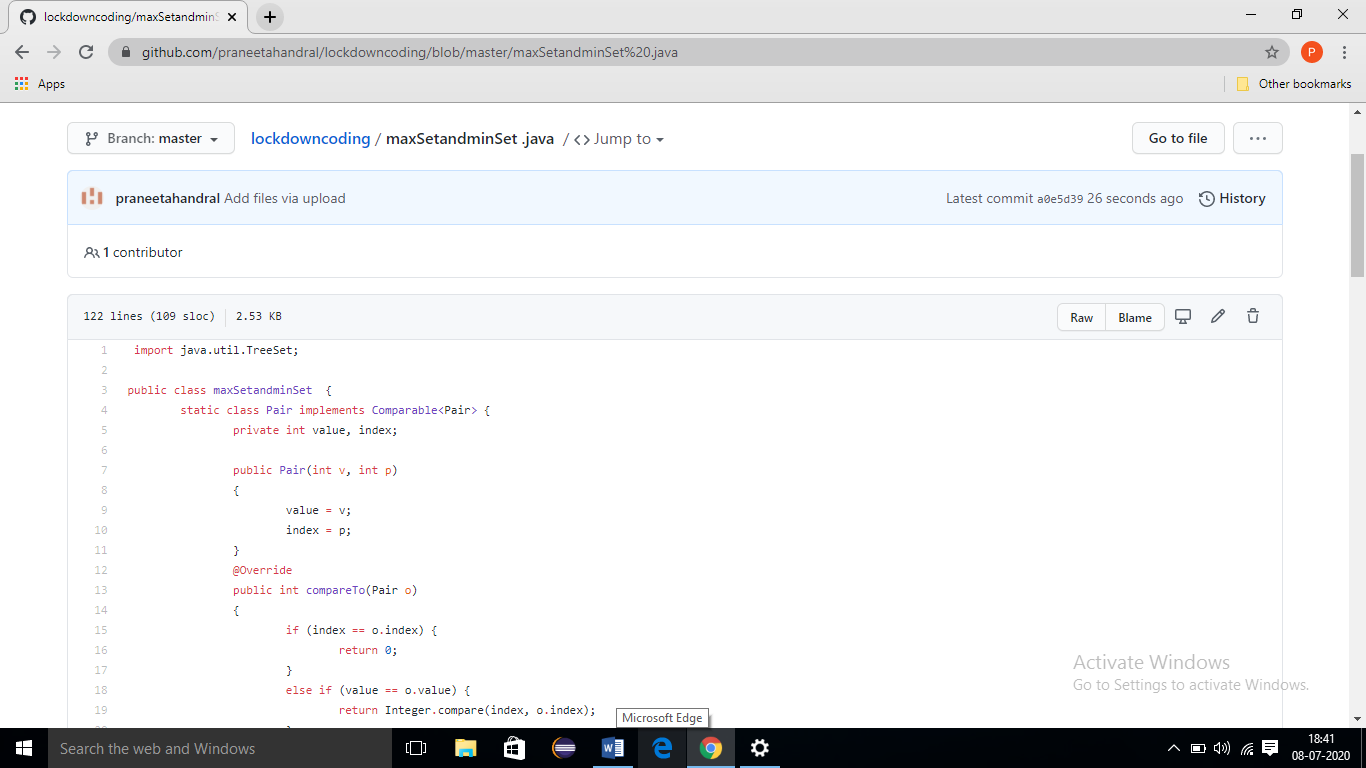 lockdowncoding/maxSetandminS
github.com/praneetahandral/lockdowncoding/blob/master/maxSetandminSet%20.java
P
Apps
Other bookmarks
Branch: master
lockdowncoding / maxSetandminSet .java / <> Jump to
Go to file
...
praneetahandral Add files via upload
Latest commit a0e5d39 26 seconds ago
History
1 contributor
122 lines (109 sloc)
2.53 KB
Raw
Blame
1 import java.util.TreeSet;
2
3 public class maxSetandminSet {
4 static class Pair implements Comparable<Pair> {
5 private int value, index;
6
7 public Pair(int v, int p)
8 {
9 value = v;
10 index = p;
11 }
12 @Override
13 public int compareTo(Pair o)
14 {
15 if (index == o.index) {
16 return 0;
17 }
18 else if (value == o.value) {
19 return Integer.compare(index, o.index);
Activate Windows
Go to Settings to activate Windows.
Microsoft Edge
Search the web and Windows
18:41
08-07-2020